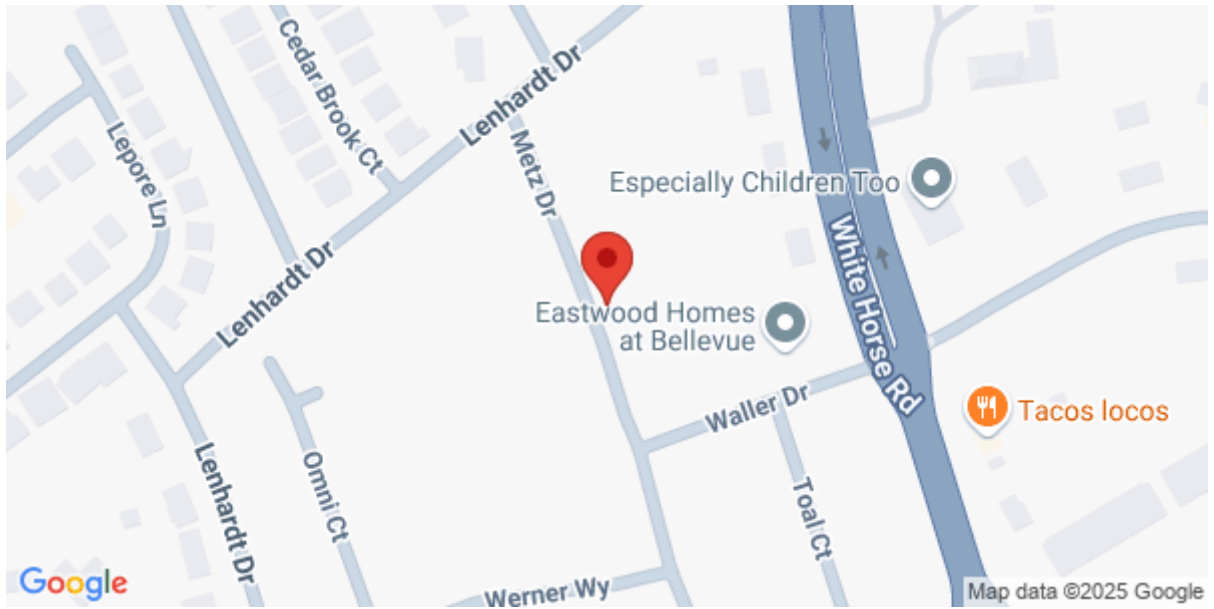 Cedar Brook Ct
Lenhardt Dr
Lepore Ln
Metz Dr
Especially Children Too
White Horse Rd
Lenhardt Dr
Eastwood Homes
at Bellevue
Waller Dr
Tacos locos
Lenhardt Dr
Omni Ct
Toal Ct
Werner Wy
Google
Map data ©2025 Google